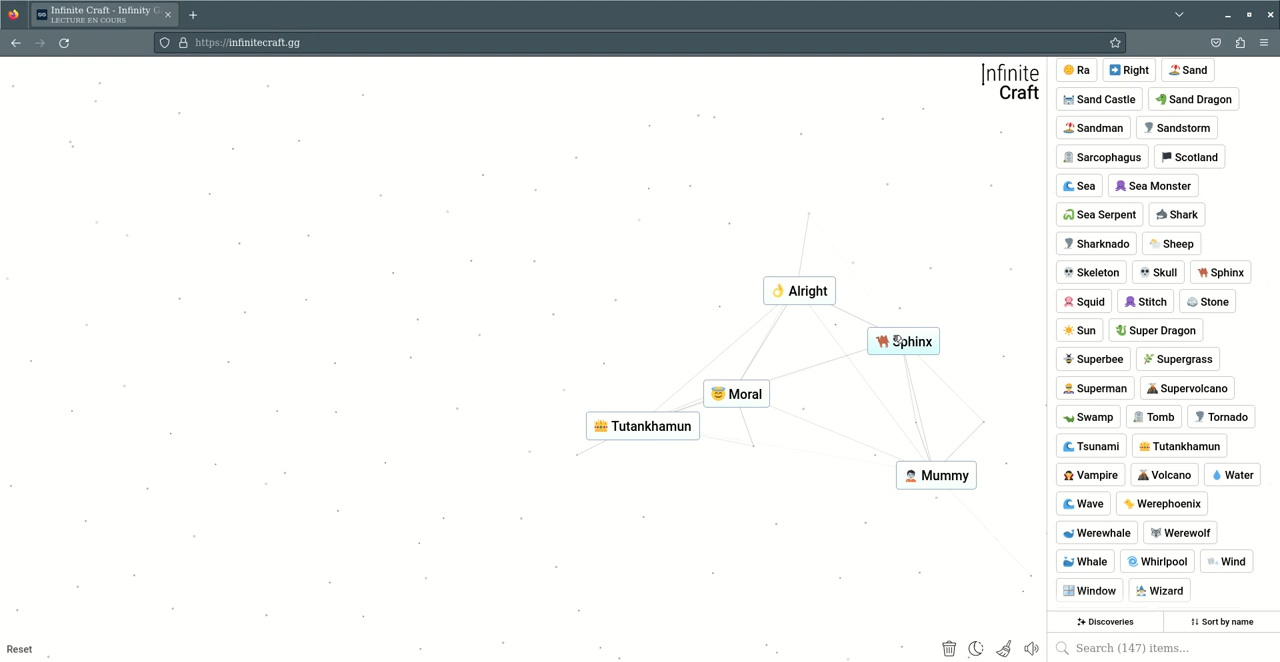 Infinite Craft - Infinity C
LECTURE EN COURS
https://infinitecraft.gg
Infinite
Craft
Alright
Sphinx
Moral
Tutankhamun
Mummy
Ra Right Sand
Sand Castle Sand Dragon
Sandman Sandstorm
Sarcophagus Scotland
Sea Sea Monster
Sea Serpent Shark
Sharknado Sheep
Skeleton Skull Sphinx
Squid Stitch Stone
Sun Super Dragon
Superbee Supergrass
Superman Supervolcano
Swamp Tomb Tornado
Tsunami Tutankhamun
Vampire Volcano Water
Wave Werephoenix
Werewhale Werewolf
Whale Whirlpool Wind
Window Wizard
Discoveries Sort by name
Reset
Search (147) items...